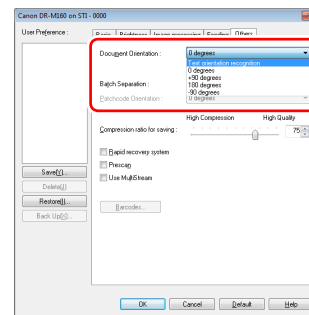 Canon DR-M160 on STI - 0000
User Preference :
Basic Brightness Image processing Feeding Others
Document Orientation : 0 degrees
Text orientation recognition
0 degrees
+90 degrees
180 degrees
-90 degrees
Batch Separation :
Patchcode Orientation : 0 degrees
High Compression High Quality
Compression ratio for saving : 75
Rapid recovery system
Prescan
Use MultiStream
Barcodes...
Save(Y)...
Delete(J)
Restore(I)...
Back Up(K)...
OK Cancel Default Help